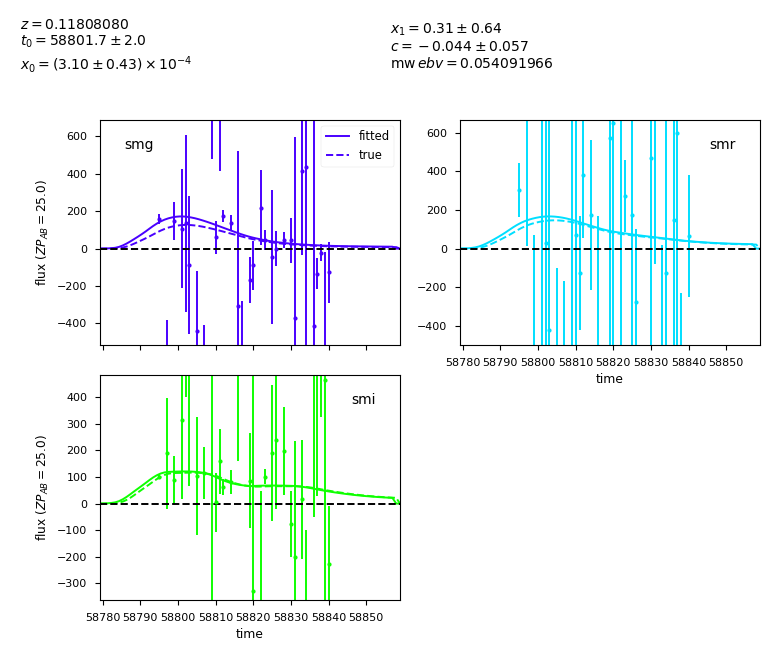 z = 0.11808080
t₀ = 58801.7 ± 2.0
x₀ = (3.10 ± 0.43) × 10⁻⁴
x₁ = 0.31 ± 0.64
c = −0.044 ± 0.057
mw ebv = 0.054091966
smg
fitted
true
600
400
200
0
−200
−400
flux (ZP_AB = 25.0)
smr
600
400
200
0
−200
−400
58780 58790 58800 58810 58820 58830 58840 58850
time
smi
400
300
200
100
0
−100
−200
−300
flux (ZP_AB = 25.0)
58780 58790 58800 58810 58820 58830 58840 58850
time